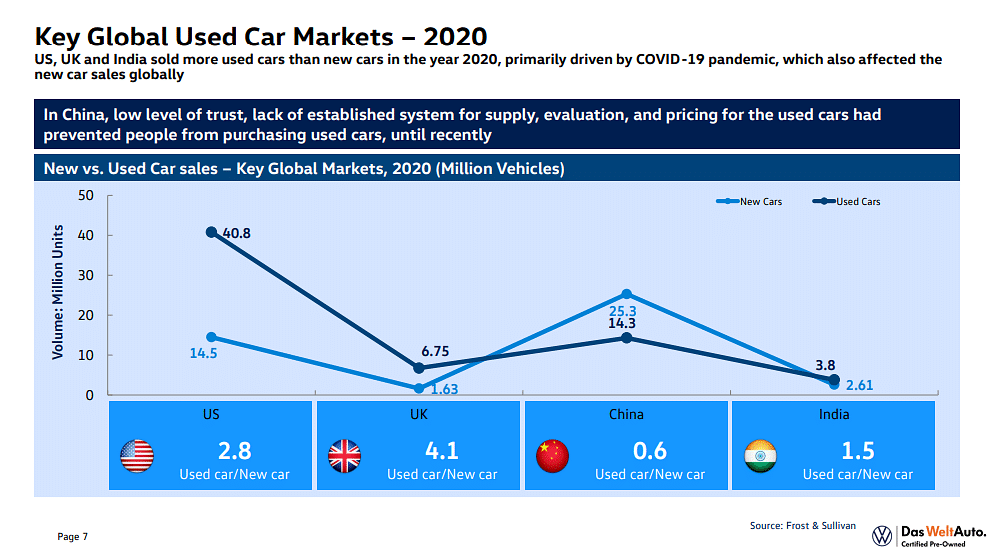 Key Global Used Car Markets – 2020
US, UK and India sold more used cars than new cars in the year 2020, primarily driven by COVID-19 pandemic, which also affected the
new car sales globally
In China, low level of trust, lack of established system for supply, evaluation, and pricing for the used cars had
prevented people from purchasing used cars, until recently
New vs. Used Car sales – Key Global Markets, 2020 (Million Vehicles)
Volume: Million Units
50
40
30
20
10
0
New Cars
Used Cars
40.8
14.5
6.75
1.63
25.3
14.3
3.8
2.61
US
2.8
Used car/New car
UK
4.1
Used car/New car
China
0.6
Used car/New car
India
1.5
Used car/New car
Source: Frost & Sullivan
Page 7
Das WeltAuto.
Certified Pre-Owned